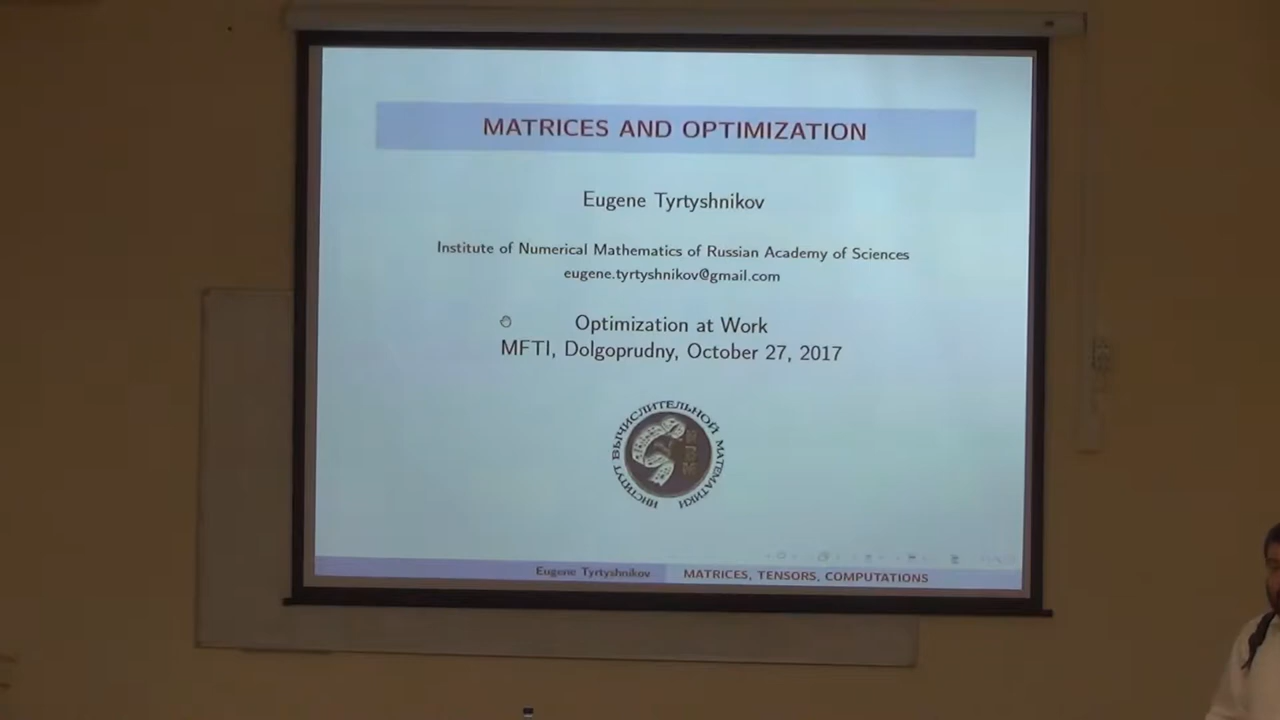 MATRICES AND OPTIMIZATION
Eugene Tyrtyshnikov
Institute of Numerical Mathematics of Russian Academy of Sciences
eugene.tyrtyshnikov@gmail.com
Optimization at Work
MFTI, Dolgoprudny, October 27, 2017
ИНСТИТУТ ВЫЧИСЛИТЕЛЬНОЙ МАТЕМАТИКИ
Eugene Tyrtyshnikov MATRICES, TENSORS, COMPUTATIONS